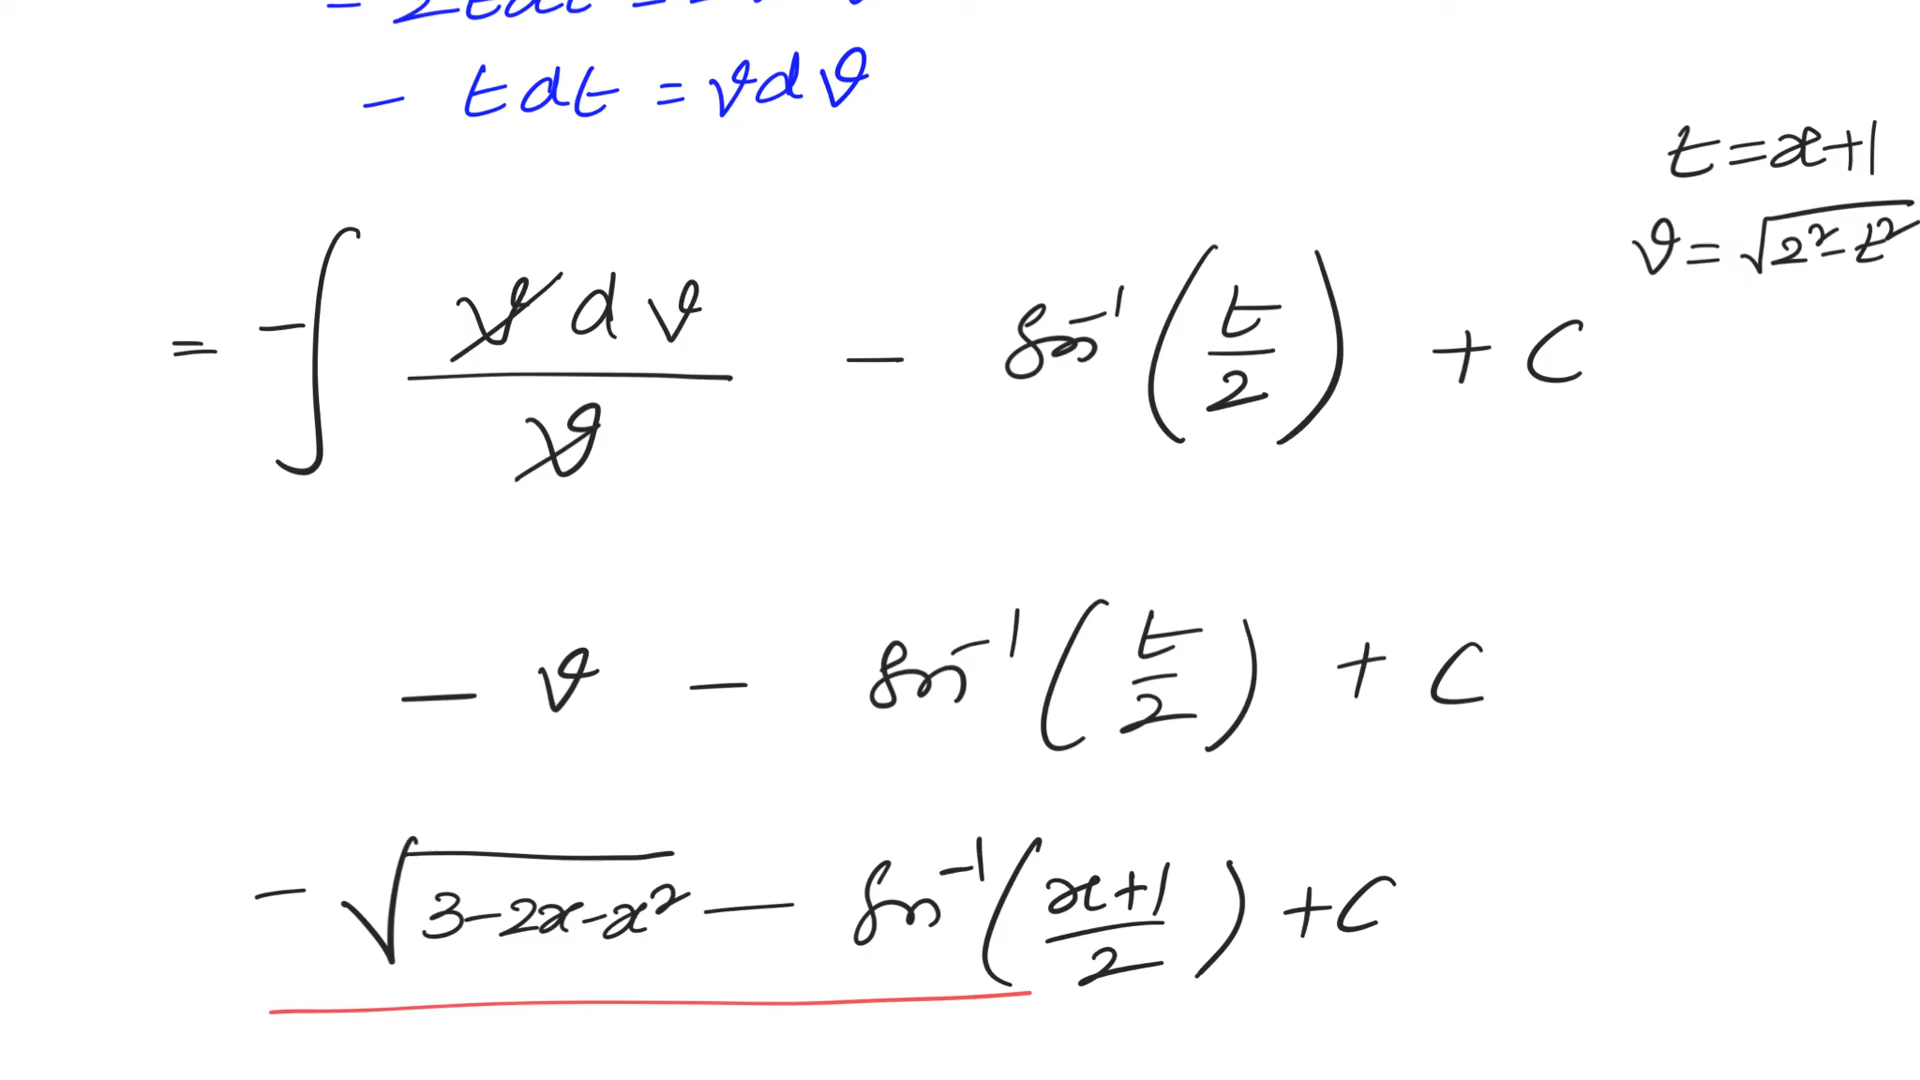 - t dt = v dv
t = x+1
v = √(2² - t²)
= -∫ v dv / v - sin⁻¹(t/2) + C
- v - sin⁻¹(t/2) + C
- √(3-2x-x²) - sin⁻¹((x+1)/2) + C